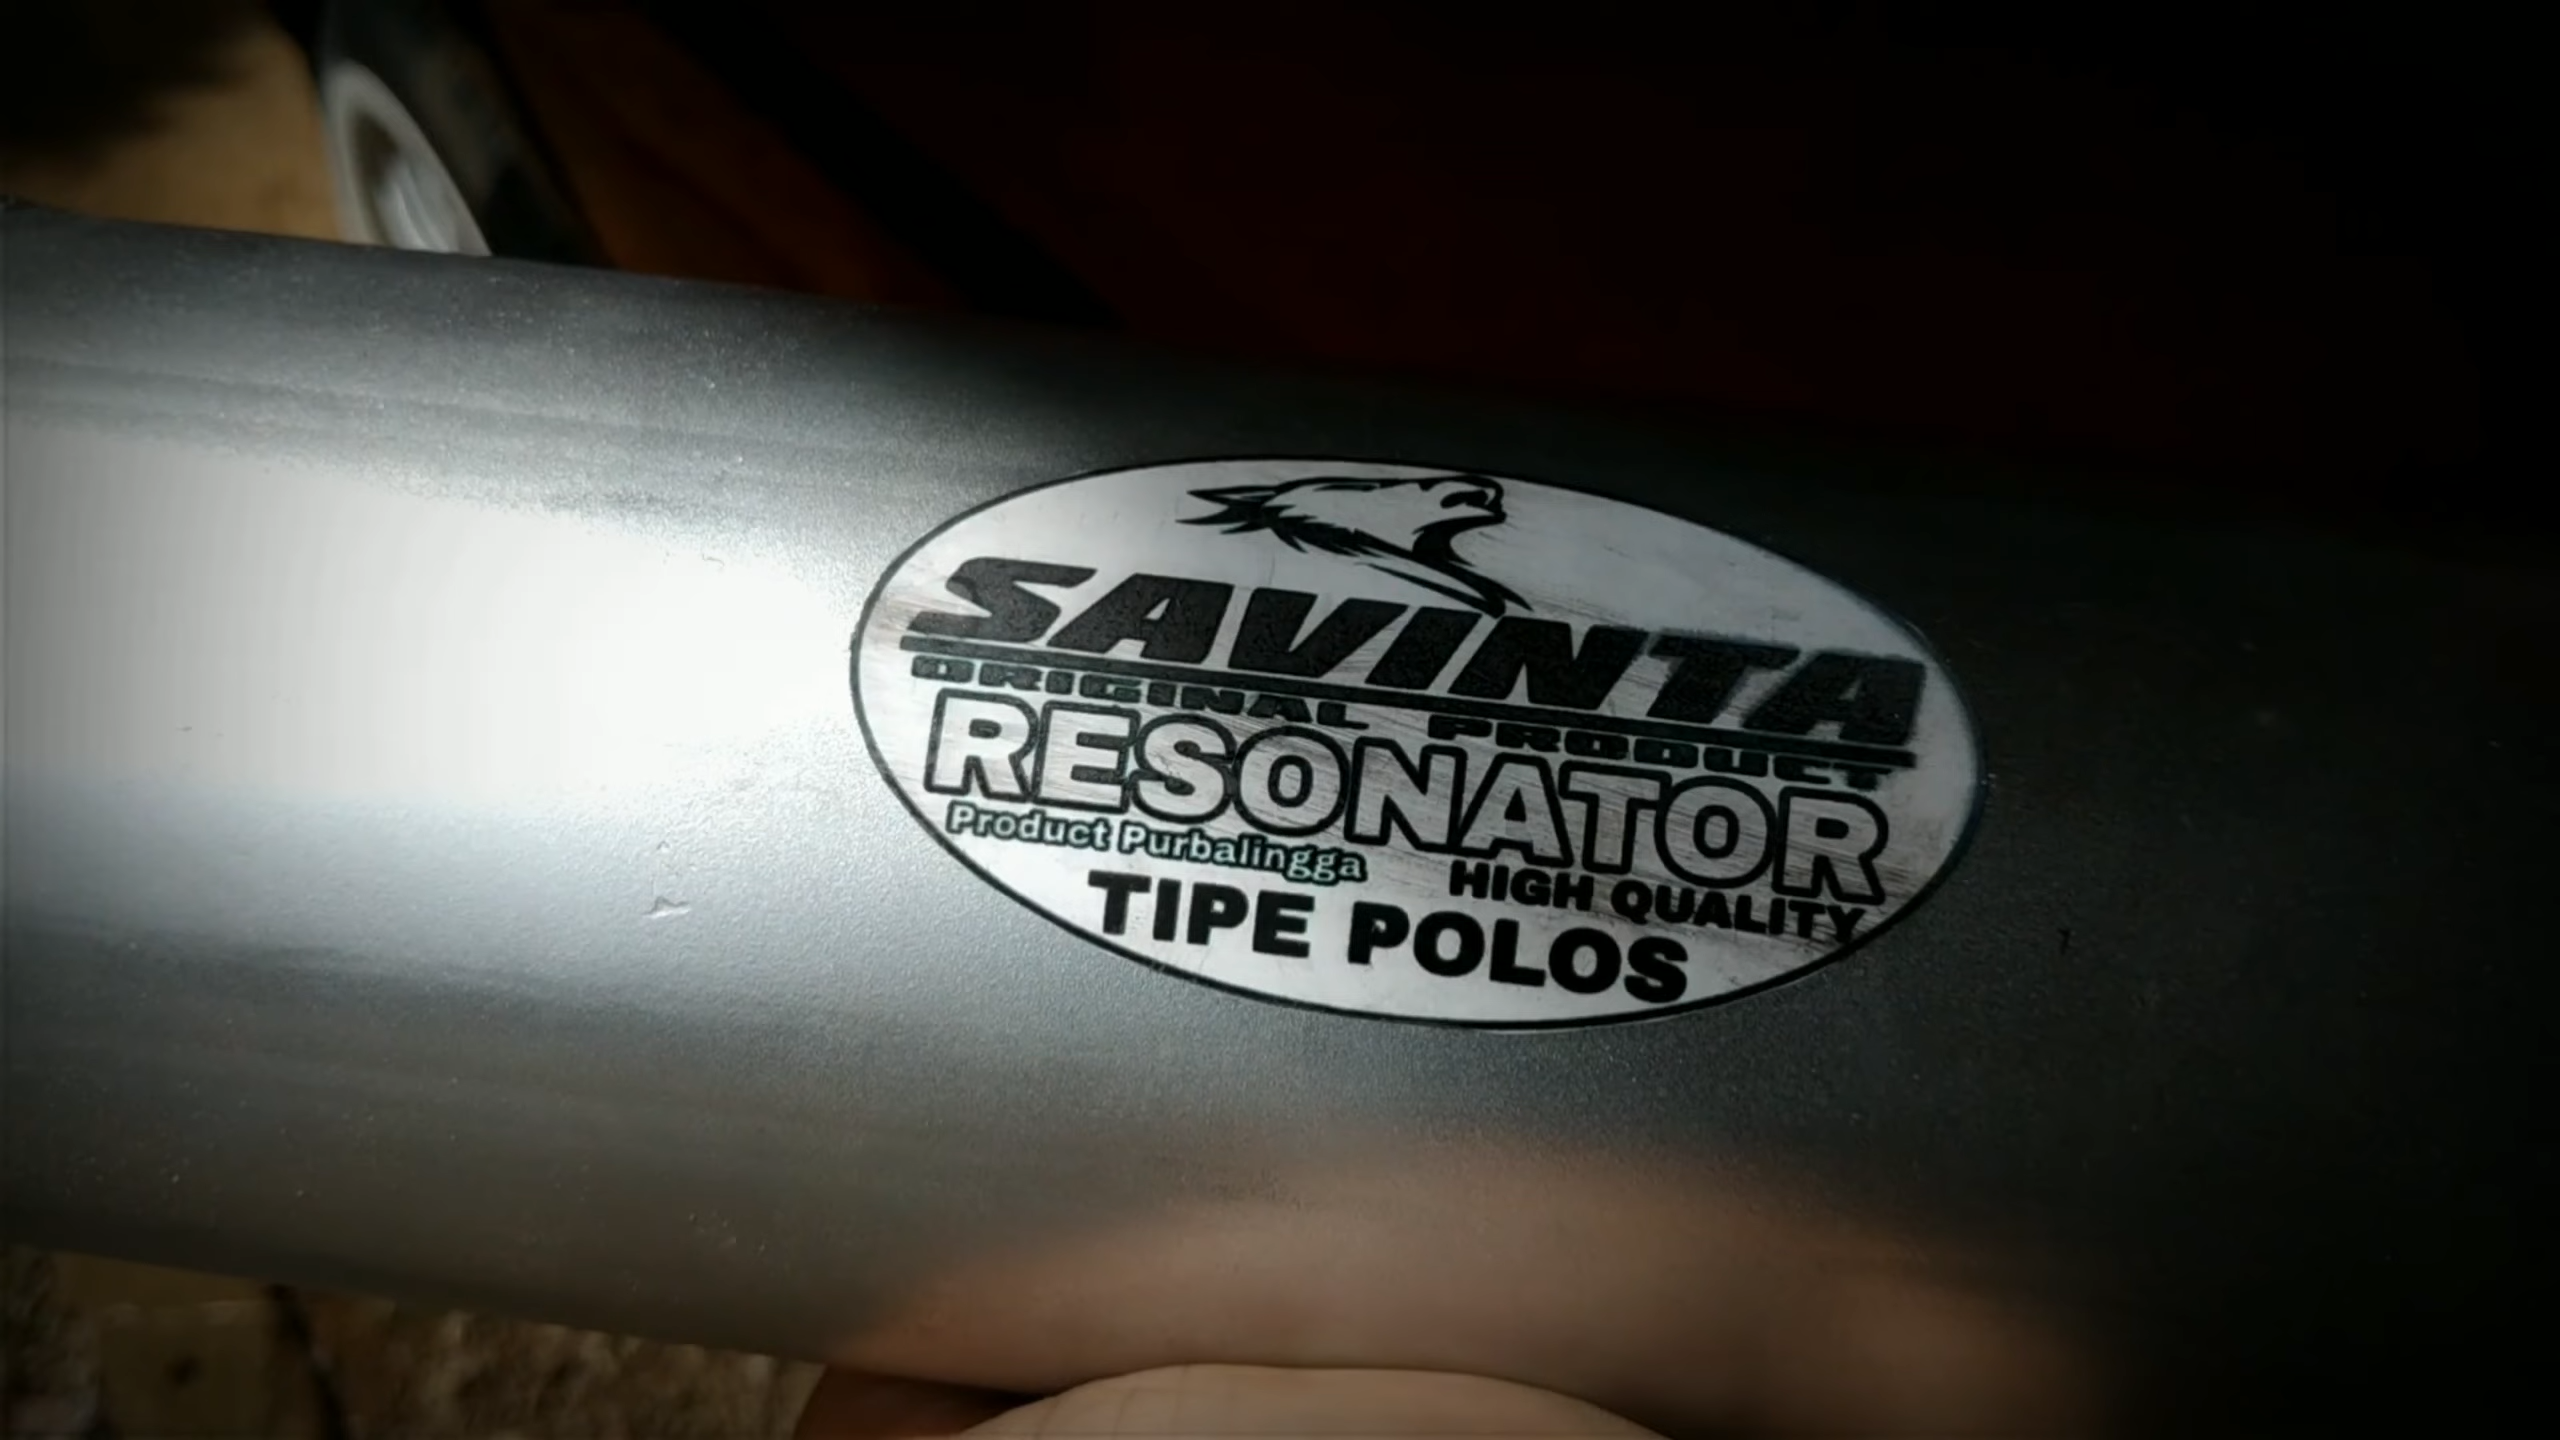 SAVINTA
ORIGINAL PRODUCT
RESONATOR
Product Purbalingga
HIGH QUALITY
TIPE POLOS